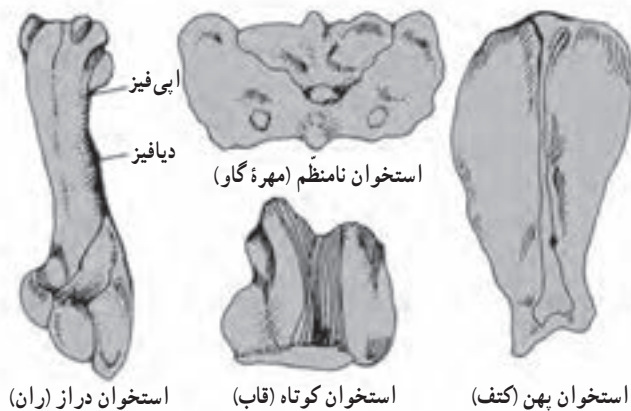 اپی‌فیز
دیافیز
استخوان نامنظّم (مهرهٔ گاو)
استخوان پهن (کتف)
استخوان کوتاه (قاب)
استخوان دراز (ران)